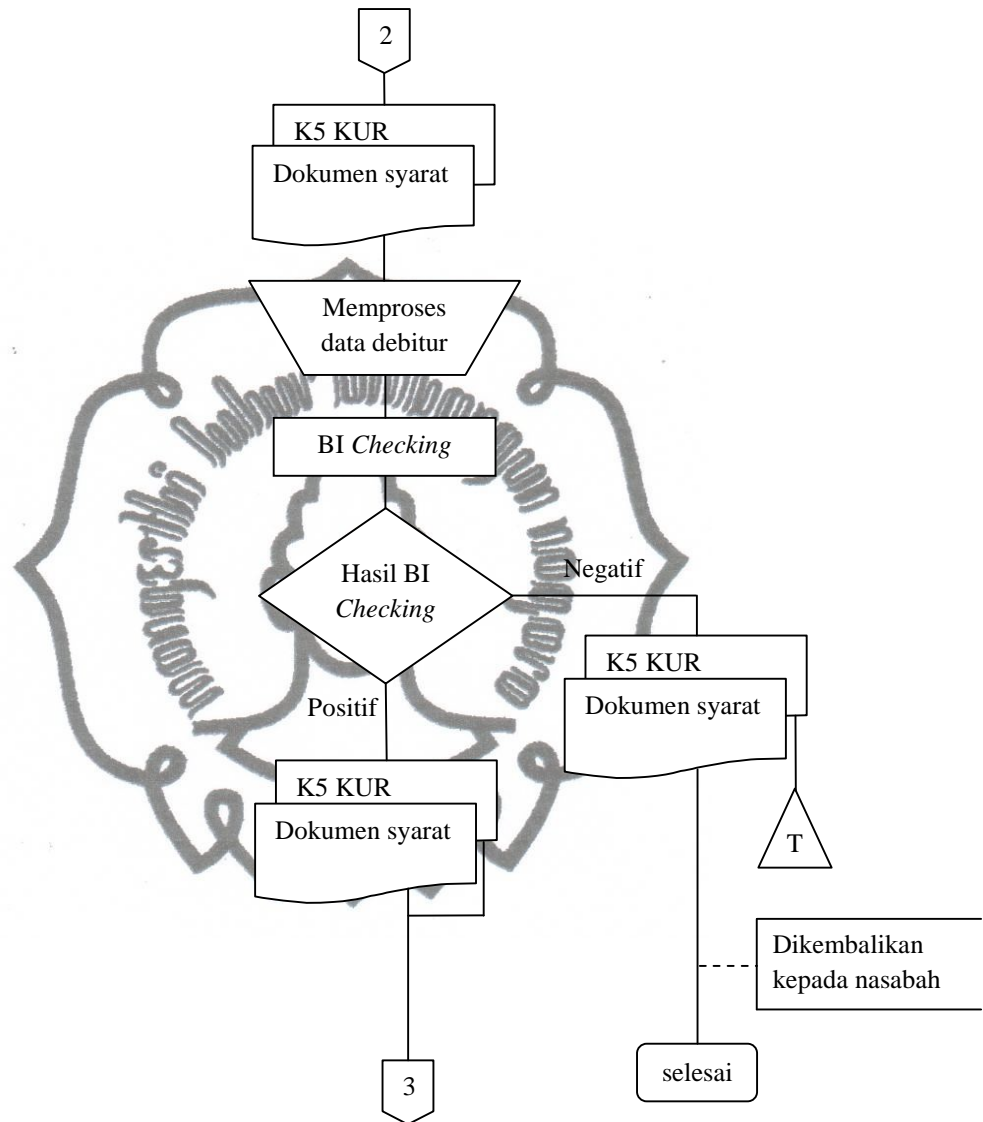 2
K5 KUR
Dokumen syarat
Memproses
data debitur
BI Checking
Hasil BI
Checking
Negatif
K5 KUR
Dokumen syarat
Positif
K5 KUR
Dokumen syarat
T
Dikembalikan
kepada nasabah
selesai
3